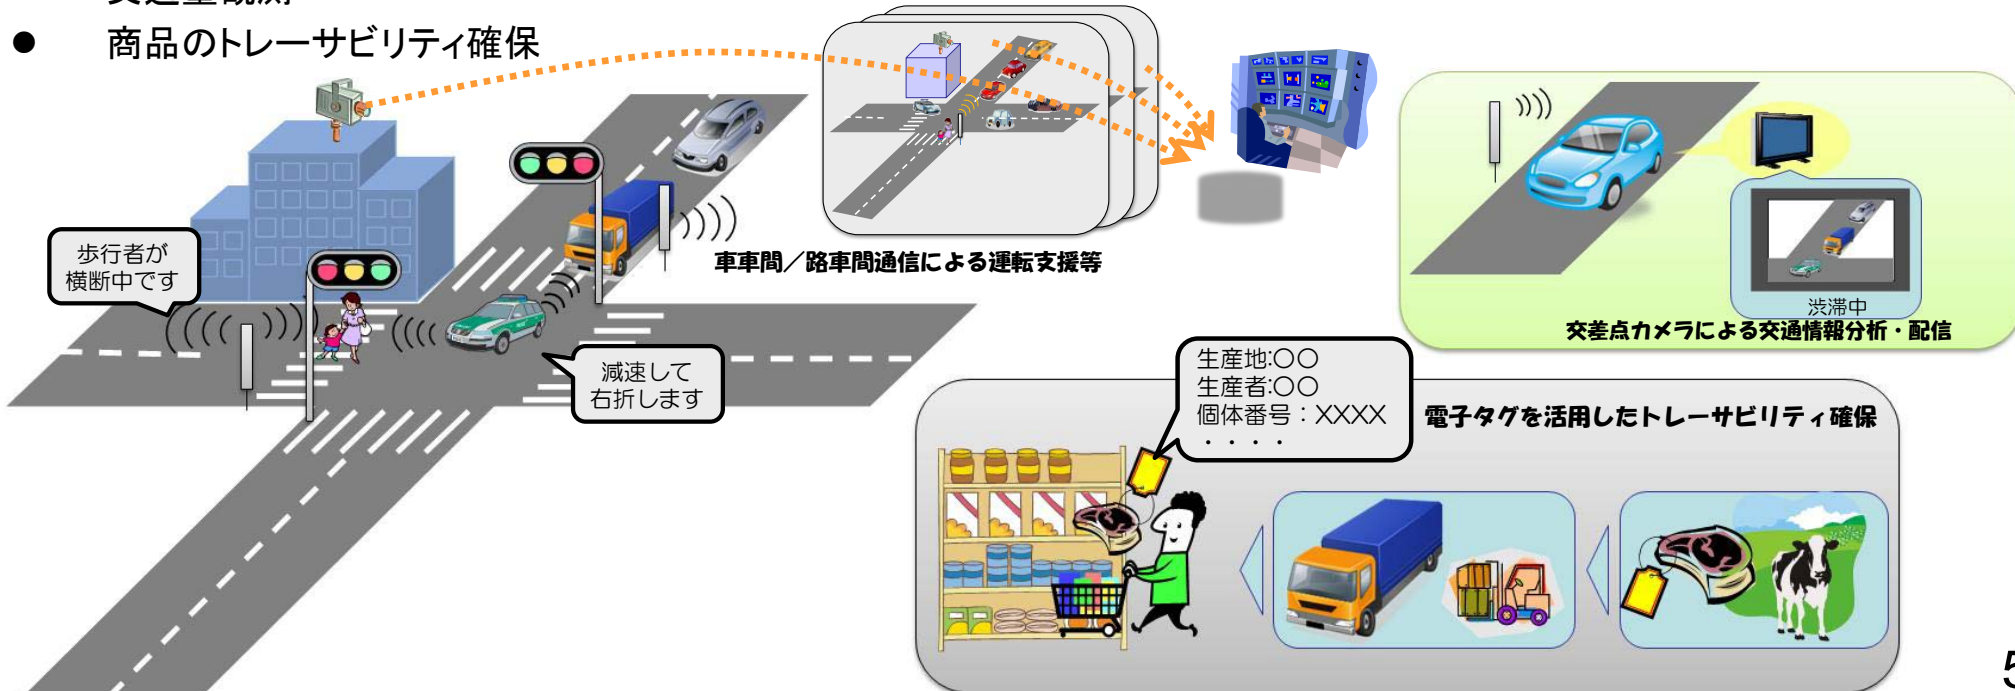 ● 商品のトレーサビリティ確保
歩行者が
横断中です
減速して
右折します
車車間／路車間通信による運転支援等
渋滞中
交差点カメラによる交通情報分析・配信
生産地:〇〇
生産者:〇〇
個体番号：XXXX
・・・・
電子タグを活用したトレーサビリティ確保